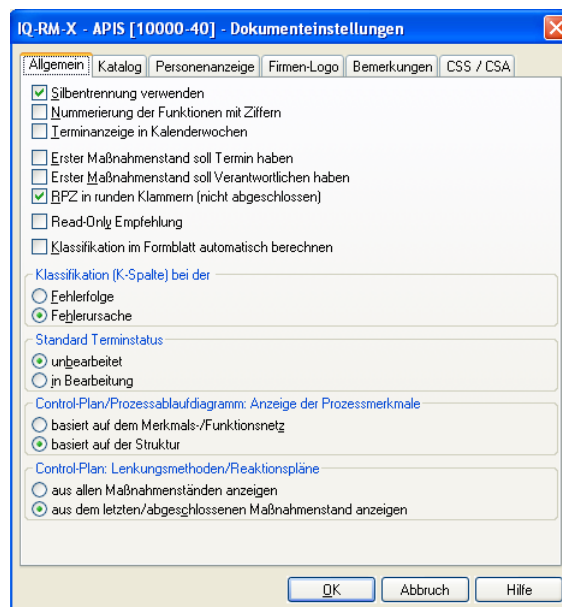 IQ-RM-X - APIS [10000-40] - Dokumenteinstellungen
Allgemein Katalog Personenanzeige Firmen-Logo Bemerkungen CSS / CSA
Silbentrennung verwenden
Nummerierung der Funktionen mit Ziffern
Terminanzeige in Kalenderwochen
Erster Maßnahmenstand soll Termin haben
Erster Maßnahmenstand soll Verantwortlichen haben
RPZ in runden Klammern (nicht abgeschlossen)
Read-Only Empfehlung
Klassifikation im Formblatt automatisch berechnen
Klassifikation (K-Spalte) bei der
Fehlerfolge
Fehlerursache
Standard Terminstatus
unbearbeitet
in Bearbeitung
Control-Plan/Prozessablaufdiagramm: Anzeige der Prozessmerkmale
basiert auf dem Merkmals-/Funktionsnetz
basiert auf der Struktur
Control-Plan: Lenkungsmethoden/Reaktionspläne
aus allen Maßnahmenständen anzeigen
aus dem letzten/abgeschlossenen Maßnahmenstand anzeigen
OK Abbruch Hilfe